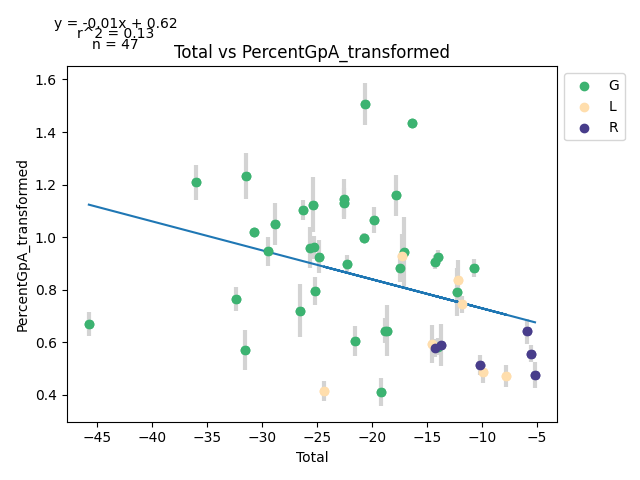 y = -0.01x + 0.62
r^2 = 0.13
n = 47
Total vs PercentGpA_transformed
G
L
R
PercentGpA_transformed
1.6
1.4
1.2
1.0
0.8
0.6
0.4
−45 −40 −35 −30 −25 −20 −15 −10 −5
Total